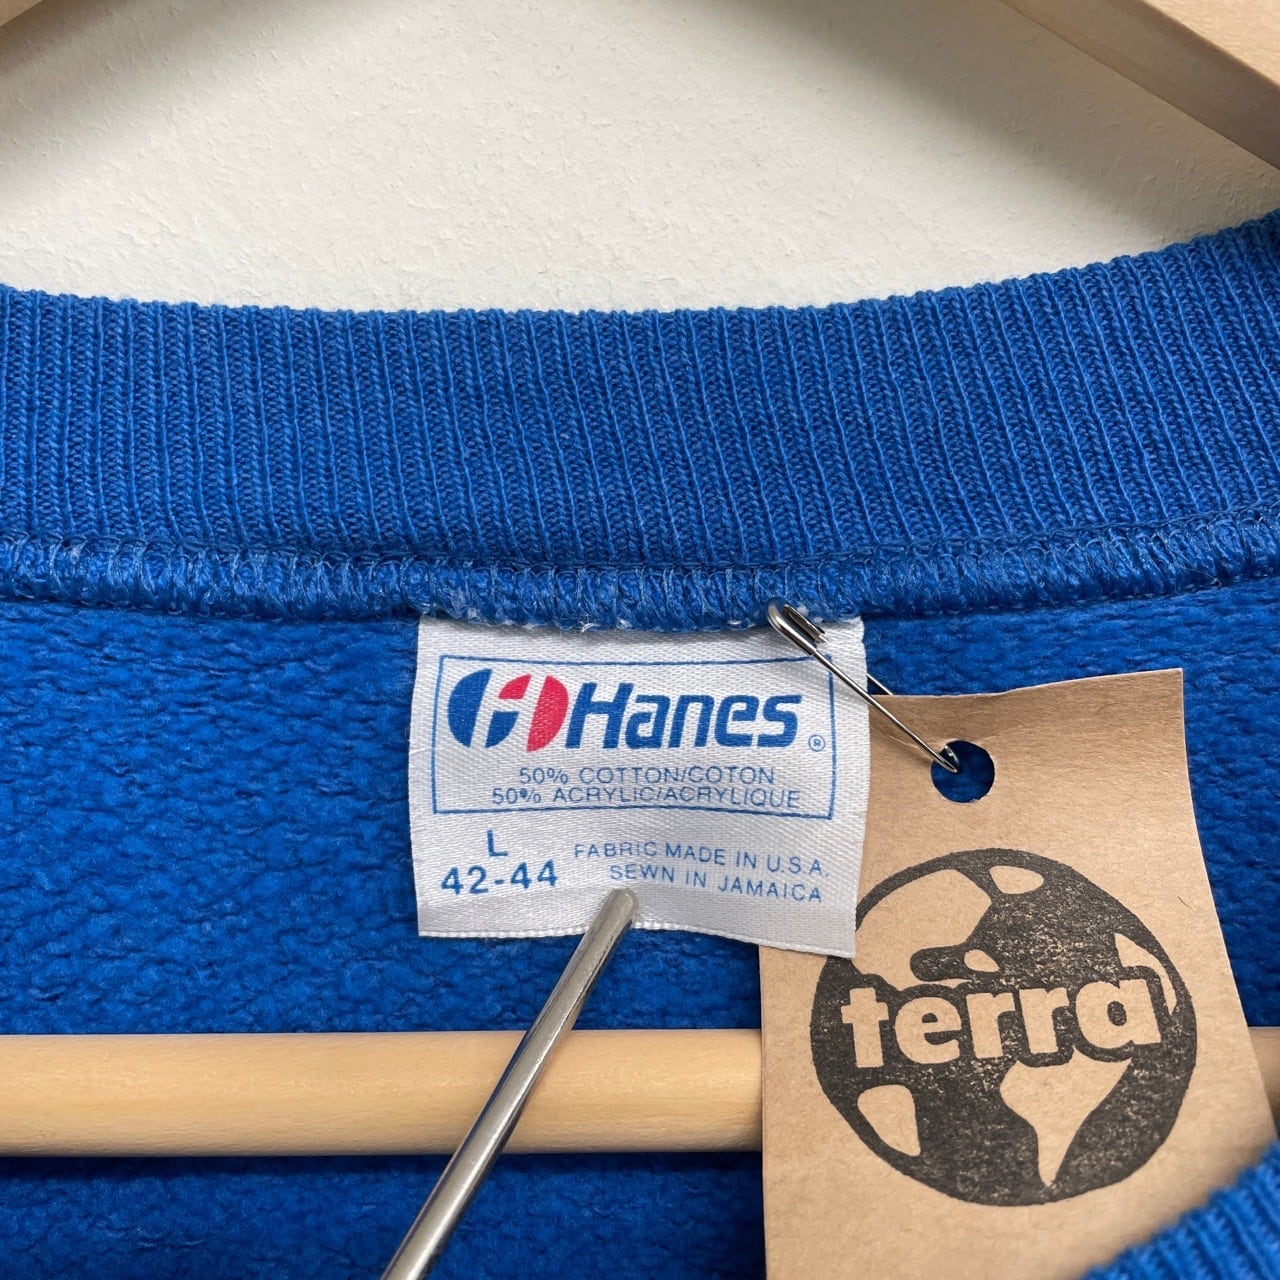 Hanes®
50% COTTON/COTON
50% ACRYLIC/ACRYLIQUE
L
42-44
FABRIC MADE IN U.S.A.
SEWN IN JAMAICA
terra